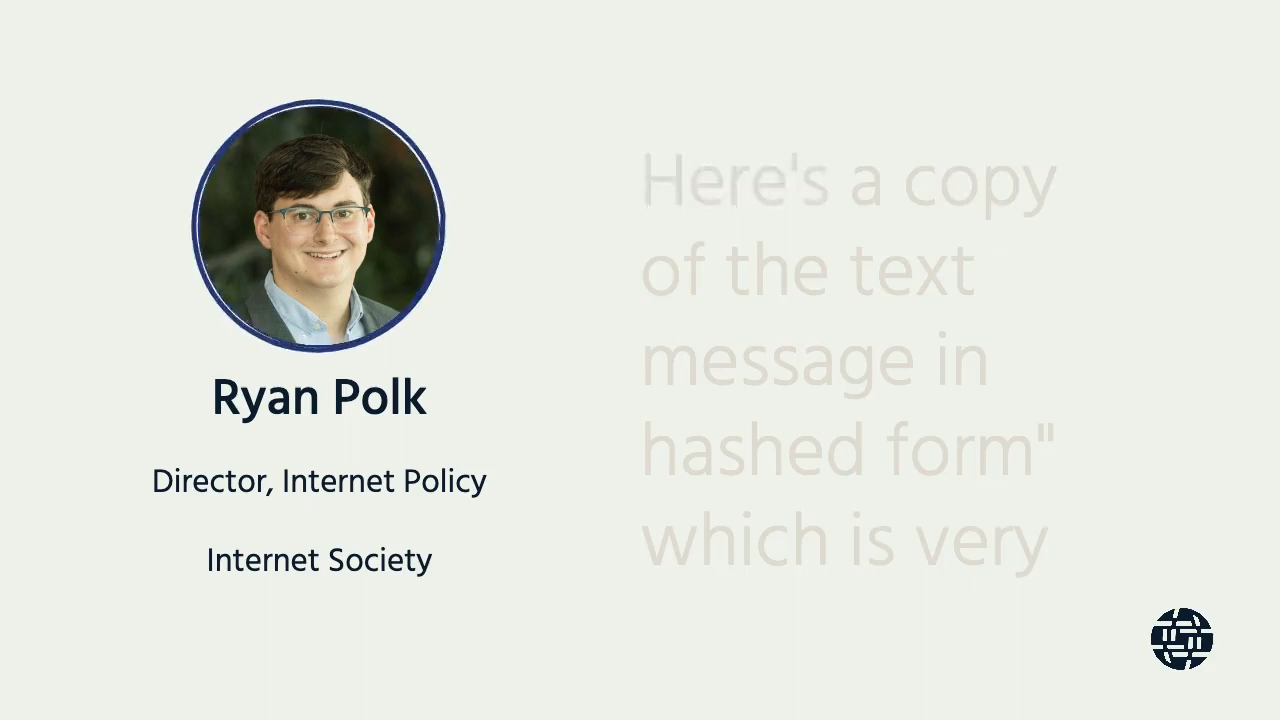 Ryan Polk
Director, Internet Policy
Internet Society
Here's a copy
of the text
message in
hashed form"
which is very